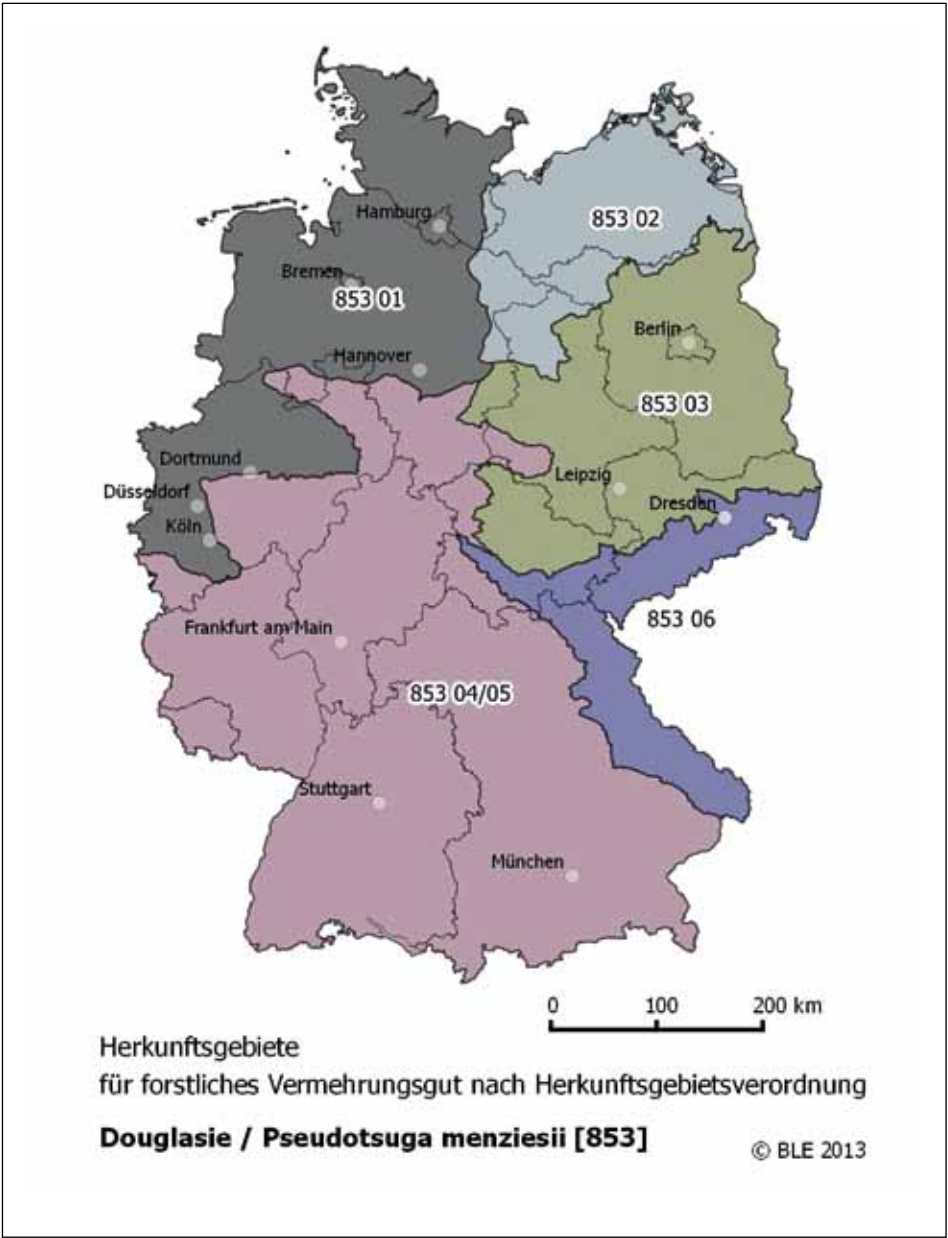 Hamburg
853 02
Bremen
853 01
Berlin
Hannover
853 03
Dortmund
Leipzig
Düsseldorf
Dresden
Köln
853 06
Frankfurt am Main
853 04/05
Stuttgart
München
0 100 200 km
Herkunftsgebiete
für forstliches Vermehrungsgut nach Herkunftsgebietsverordnung
Douglasie / Pseudotsuga menziesii [853]
© BLE 2013